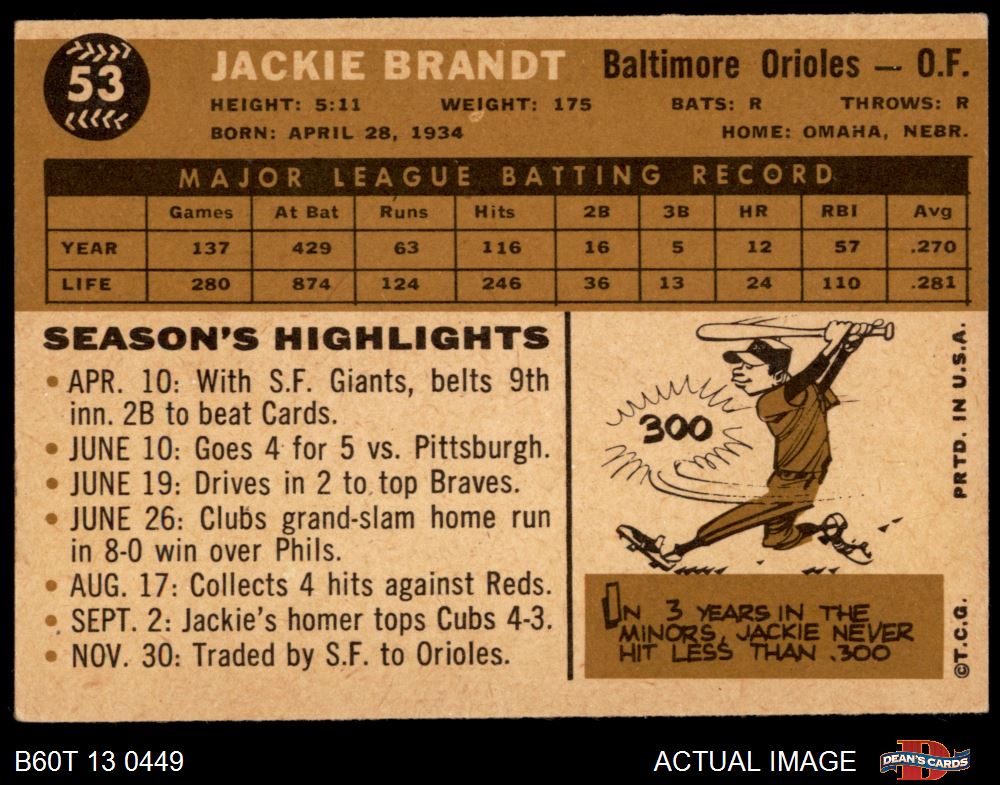 53
JACKIE BRANDT Baltimore Orioles — O.F.
HEIGHT: 5:11 WEIGHT: 175 BATS: R THROWS: R
BORN: APRIL 28, 1934 HOME: OMAHA, NEBR.
MAJOR LEAGUE BATTING RECORD
Games At Bat Runs Hits 2B 3B HR RBI Avg
YEAR 137 429 63 116 16 5 12 57 .270
LIFE 280 874 124 246 36 13 24 110 .281
SEASON'S HIGHLIGHTS
• APR. 10: With S.F. Giants, belts 9th
inn. 2B to beat Cards.
• JUNE 10: Goes 4 for 5 vs. Pittsburgh.
• JUNE 19: Drives in 2 to top Braves.
• JUNE 26: Clubs grand-slam home run
in 8-0 win over Phils.
• AUG. 17: Collects 4 hits against Reds.
• SEPT. 2: Jackie's homer tops Cubs 4-3.
• NOV. 30: Traded by S.F. to Orioles.
300
IN 3 YEARS IN THE
MINORS, JACKIE NEVER
HIT LESS THAN .300
©T.C.G. PRTD. IN U.S.A.
B60T 13 0449 ACTUAL IMAGE
D
DEAN'S CARDS